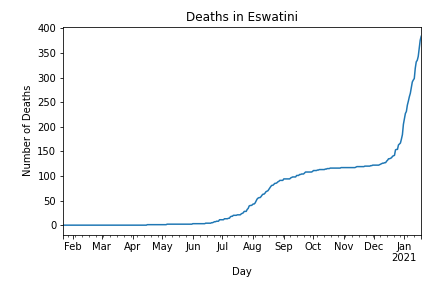 Deaths in Eswatini
400
350
300
250
200
150
100
50
0
Number of Deaths
Feb Mar Apr May Jun Jul Aug Sep Oct Nov Dec Jan
2021
Day